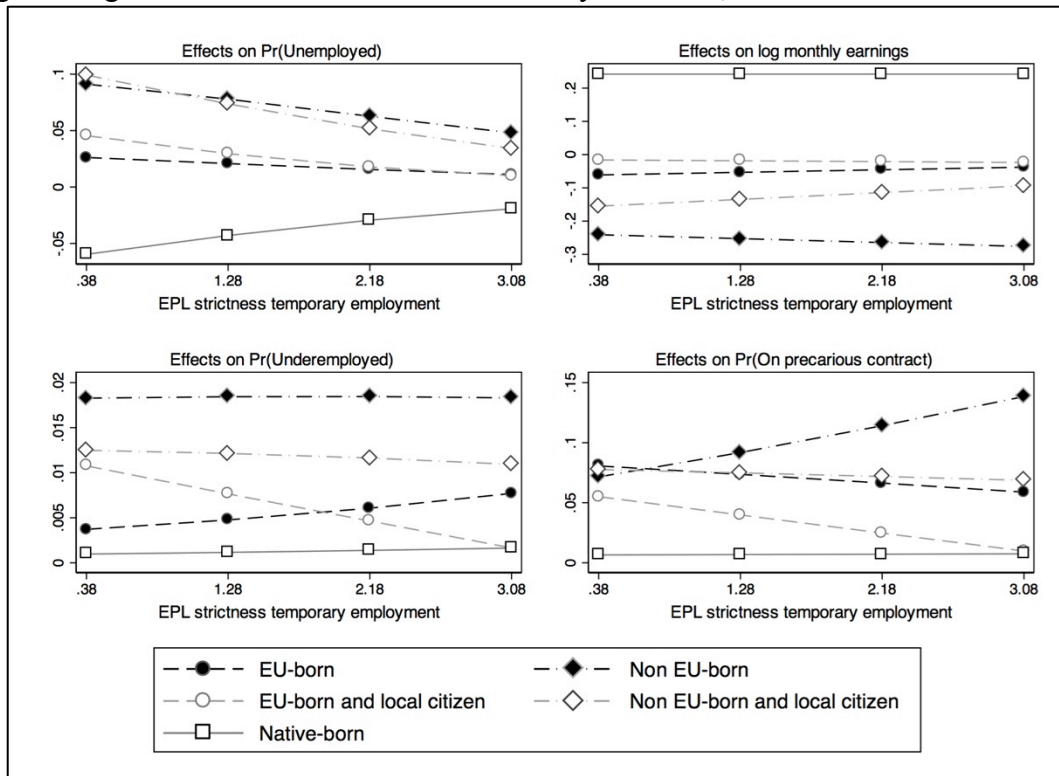 Effects on Pr(Unemployed)
.1
.05
0
-.05
.38 1.28 2.18 3.08
EPL strictness temporary employment
Effects on log monthly earnings
.2
.1
0
-.1
-.2
-.3
.38 1.28 2.18 3.08
EPL strictness temporary employment
Effects on Pr(Underemployed)
.02
.015
.01
.005
0
.38 1.28 2.18 3.08
EPL strictness temporary employment
Effects on Pr(On precarious contract)
.15
.1
.05
0
.38 1.28 2.18 3.08
EPL strictness temporary employment
EU-born
Non EU-born
EU-born and local citizen
Non EU-born and local citizen
Native-born